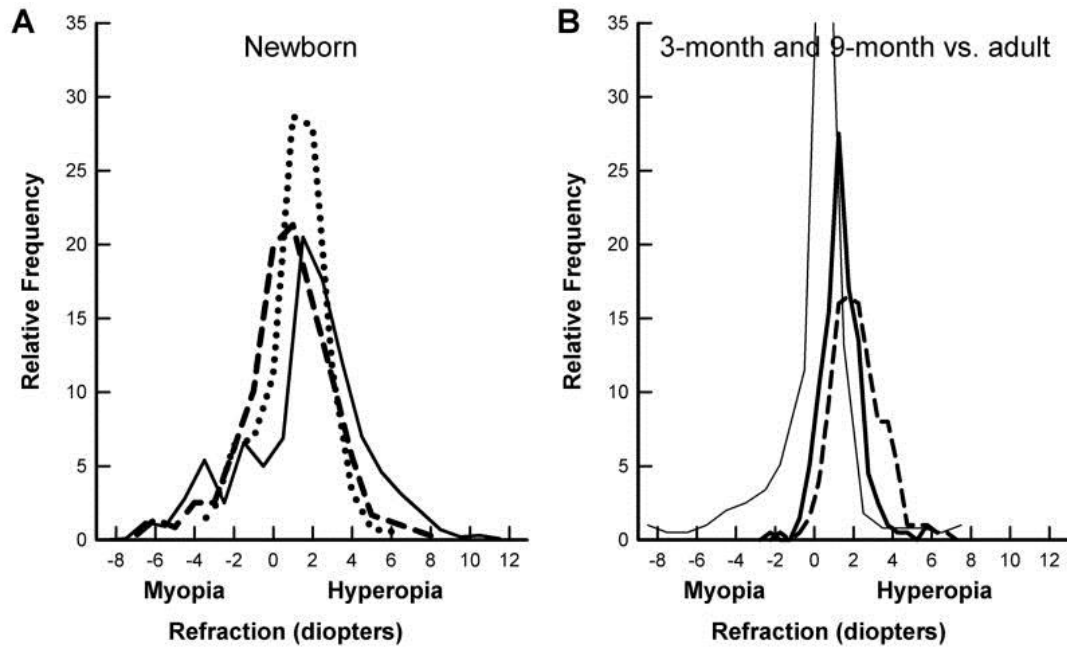 A
Newborn
35
30
25
20
15
10
5
0
Relative Frequency
-8 -6 -4 -2 0 2 4 6 8 10 12
Myopia Hyperopia
Refraction (diopters)
B
3-month and 9-month vs. adult
35
30
25
20
15
10
5
0
Relative Frequency
-8 -6 -4 -2 0 2 4 6 8 10 12
Myopia Hyperopia
Refraction (diopters)